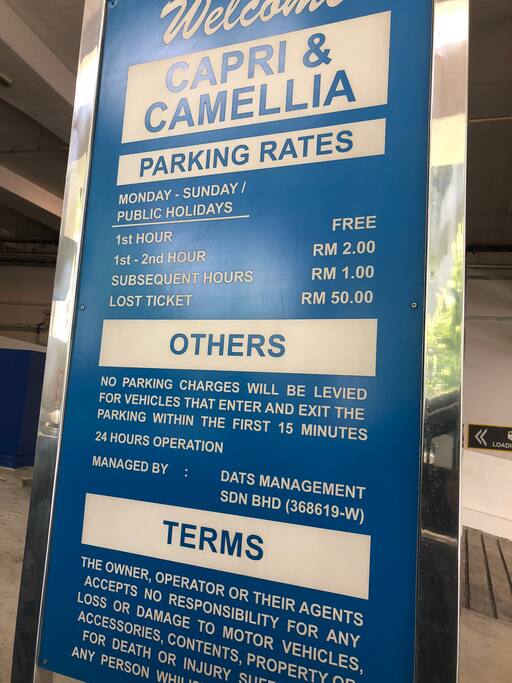 Welcome
CAPRI &
CAMELLIA
PARKING RATES
MONDAY - SUNDAY /
PUBLIC HOLIDAYS
1st HOUR FREE
1st - 2nd HOUR RM 2.00
SUBSEQUENT HOURS RM 1.00
LOST TICKET RM 50.00
OTHERS
NO PARKING CHARGES WILL BE LEVIED
FOR VEHICLES THAT ENTER AND EXIT THE
PARKING WITHIN THE FIRST 15 MINUTES
24 HOURS OPERATION
MANAGED BY : DATS MANAGEMENT
SDN BHD (368619-W)
TERMS
THE OWNER, OPERATOR OR THEIR AGENTS
ACCEPTS NO RESPONSIBILITY FOR ANY
LOSS OR DAMAGE TO MOTOR VEHICLES,
ACCESSORIES, CONTENTS, PROPERTY OR
FOR DEATH OR INJURY
ANY PERSON